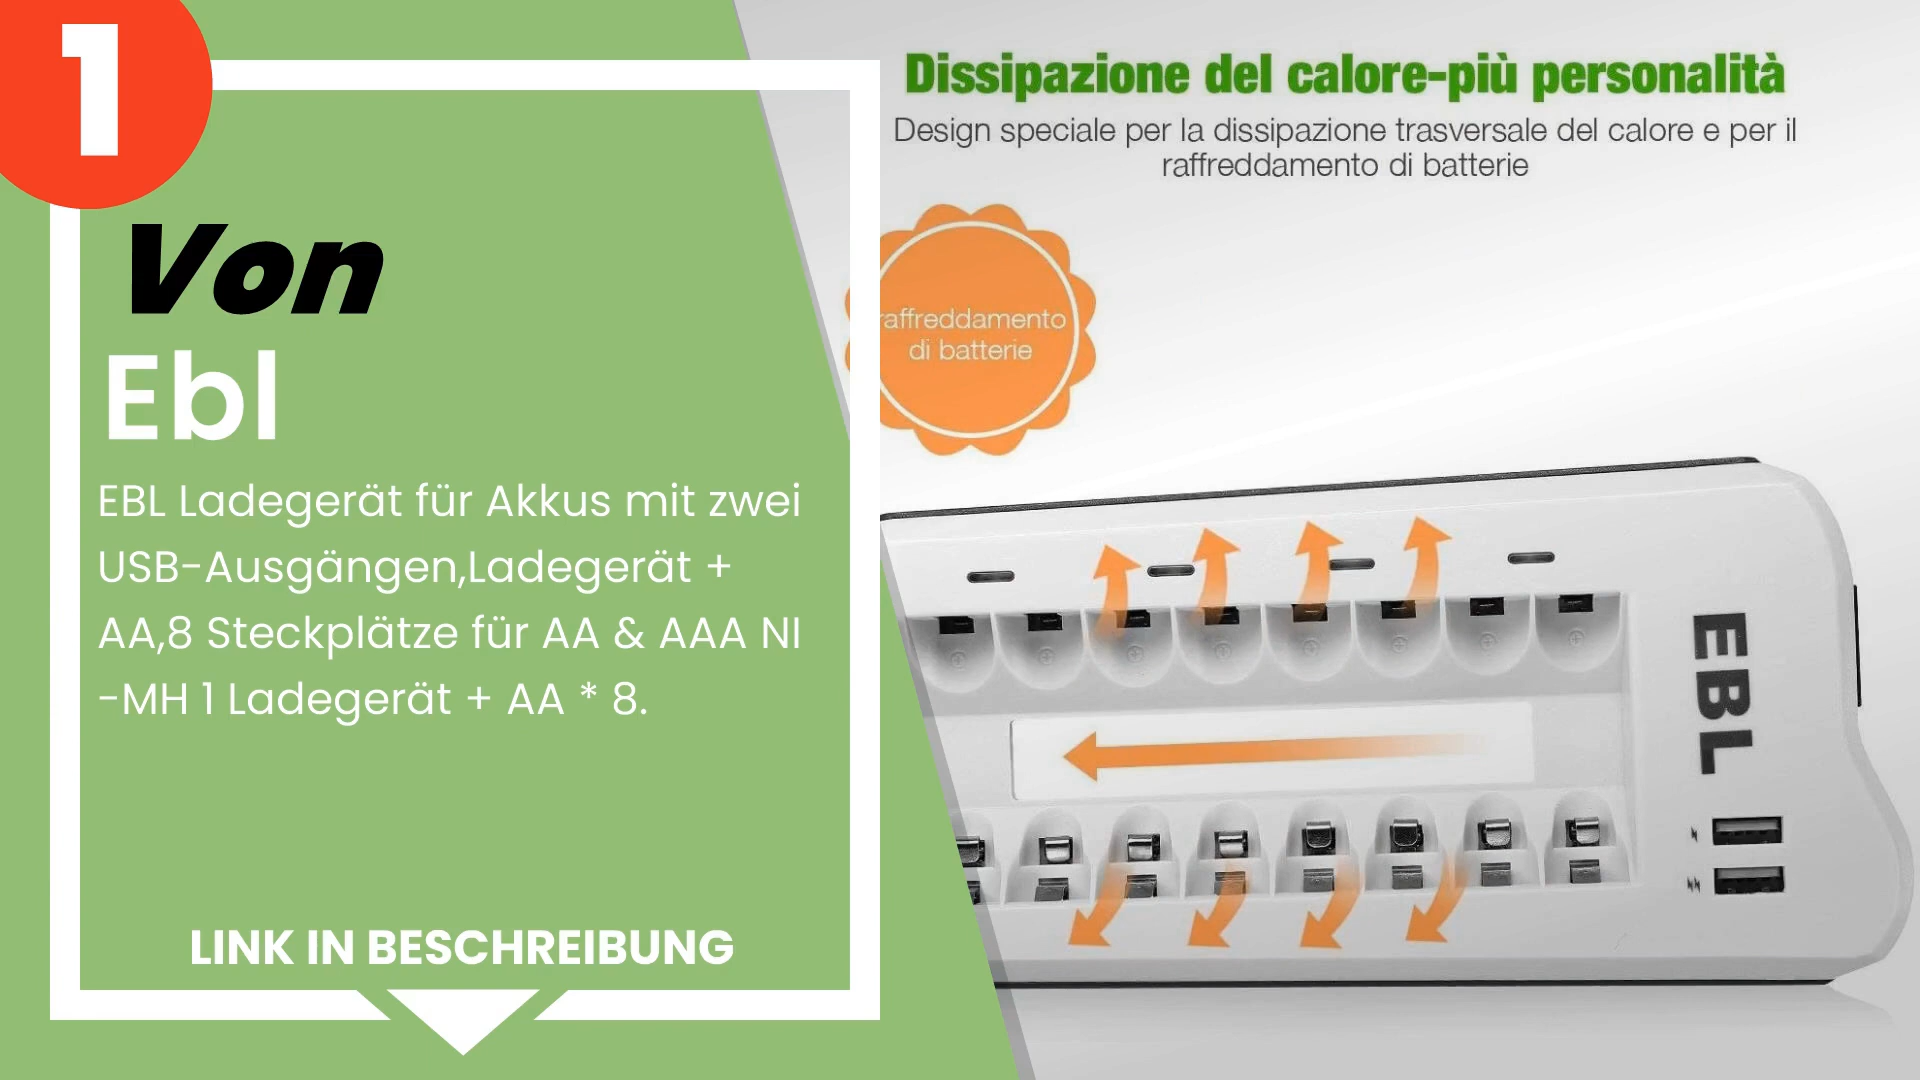 1
Von
Ebl
EBL Ladegerät für Akkus mit zwei
USB-Ausgängen,Ladegerät +
AA,8 Steckplätze für AA & AAA NI
-MH 1 Ladegerät + AA * 8.
LINK IN BESCHREIBUNG
Dissipazione del calore-più personalità
Design speciale per la dissipazione trasversale del calore e per il
raffreddamento di batterie
raffreddamento
di batterie
EBL